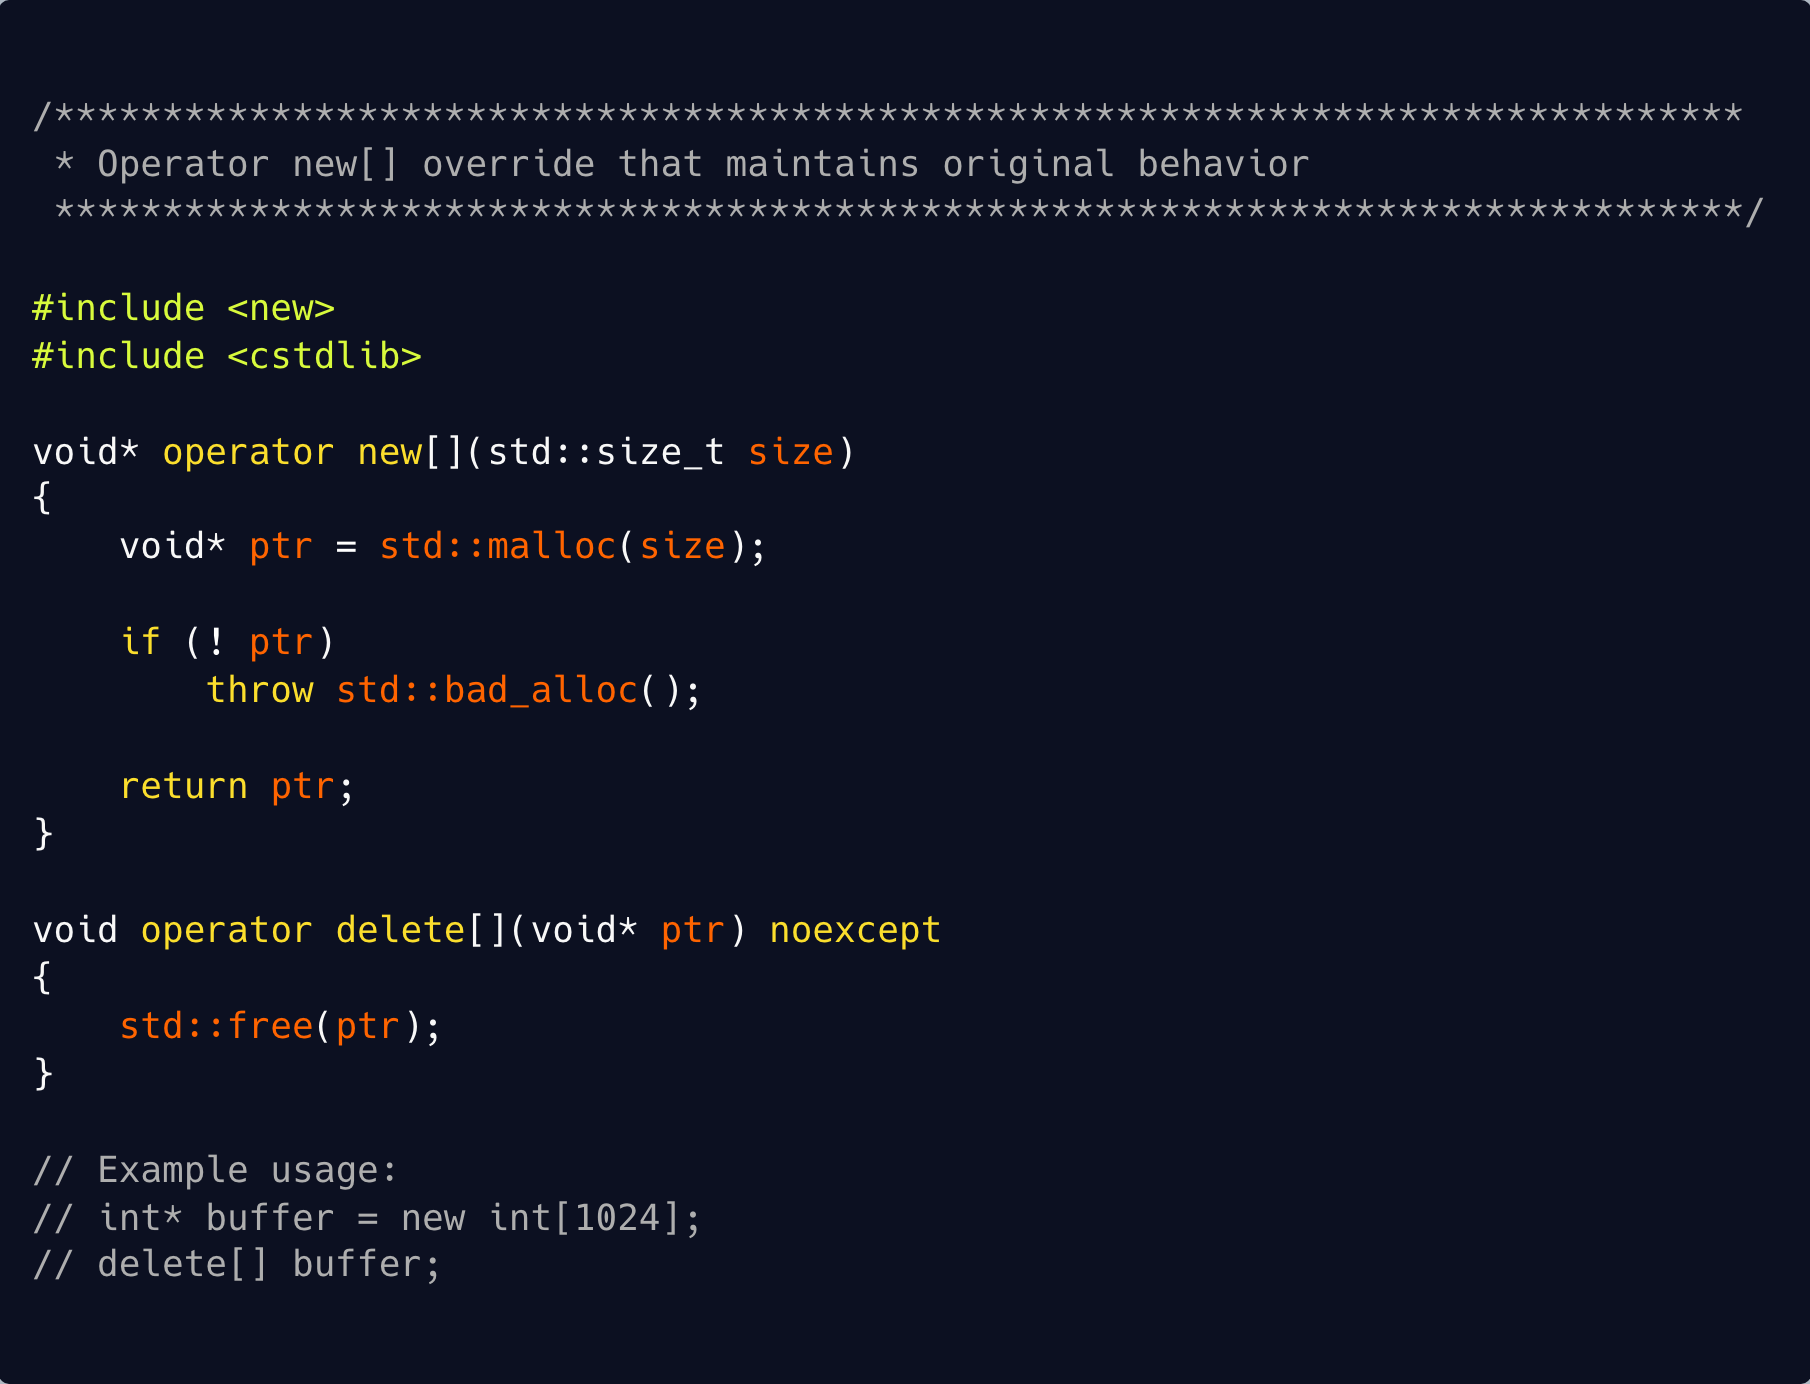 /******************************************************************************
 * Operator new[] override that maintains original behavior
 ******************************************************************************/
#include <new>
#include <cstdlib>
void* operator new[](std::size_t size)
{
    void* ptr = std::malloc(size);
    if (! ptr)
        throw std::bad_alloc();
    return ptr;
}
void operator delete[](void* ptr) noexcept
{
    std::free(ptr);
}
// Example usage:
// int* buffer = new int[1024];
// delete[] buffer;